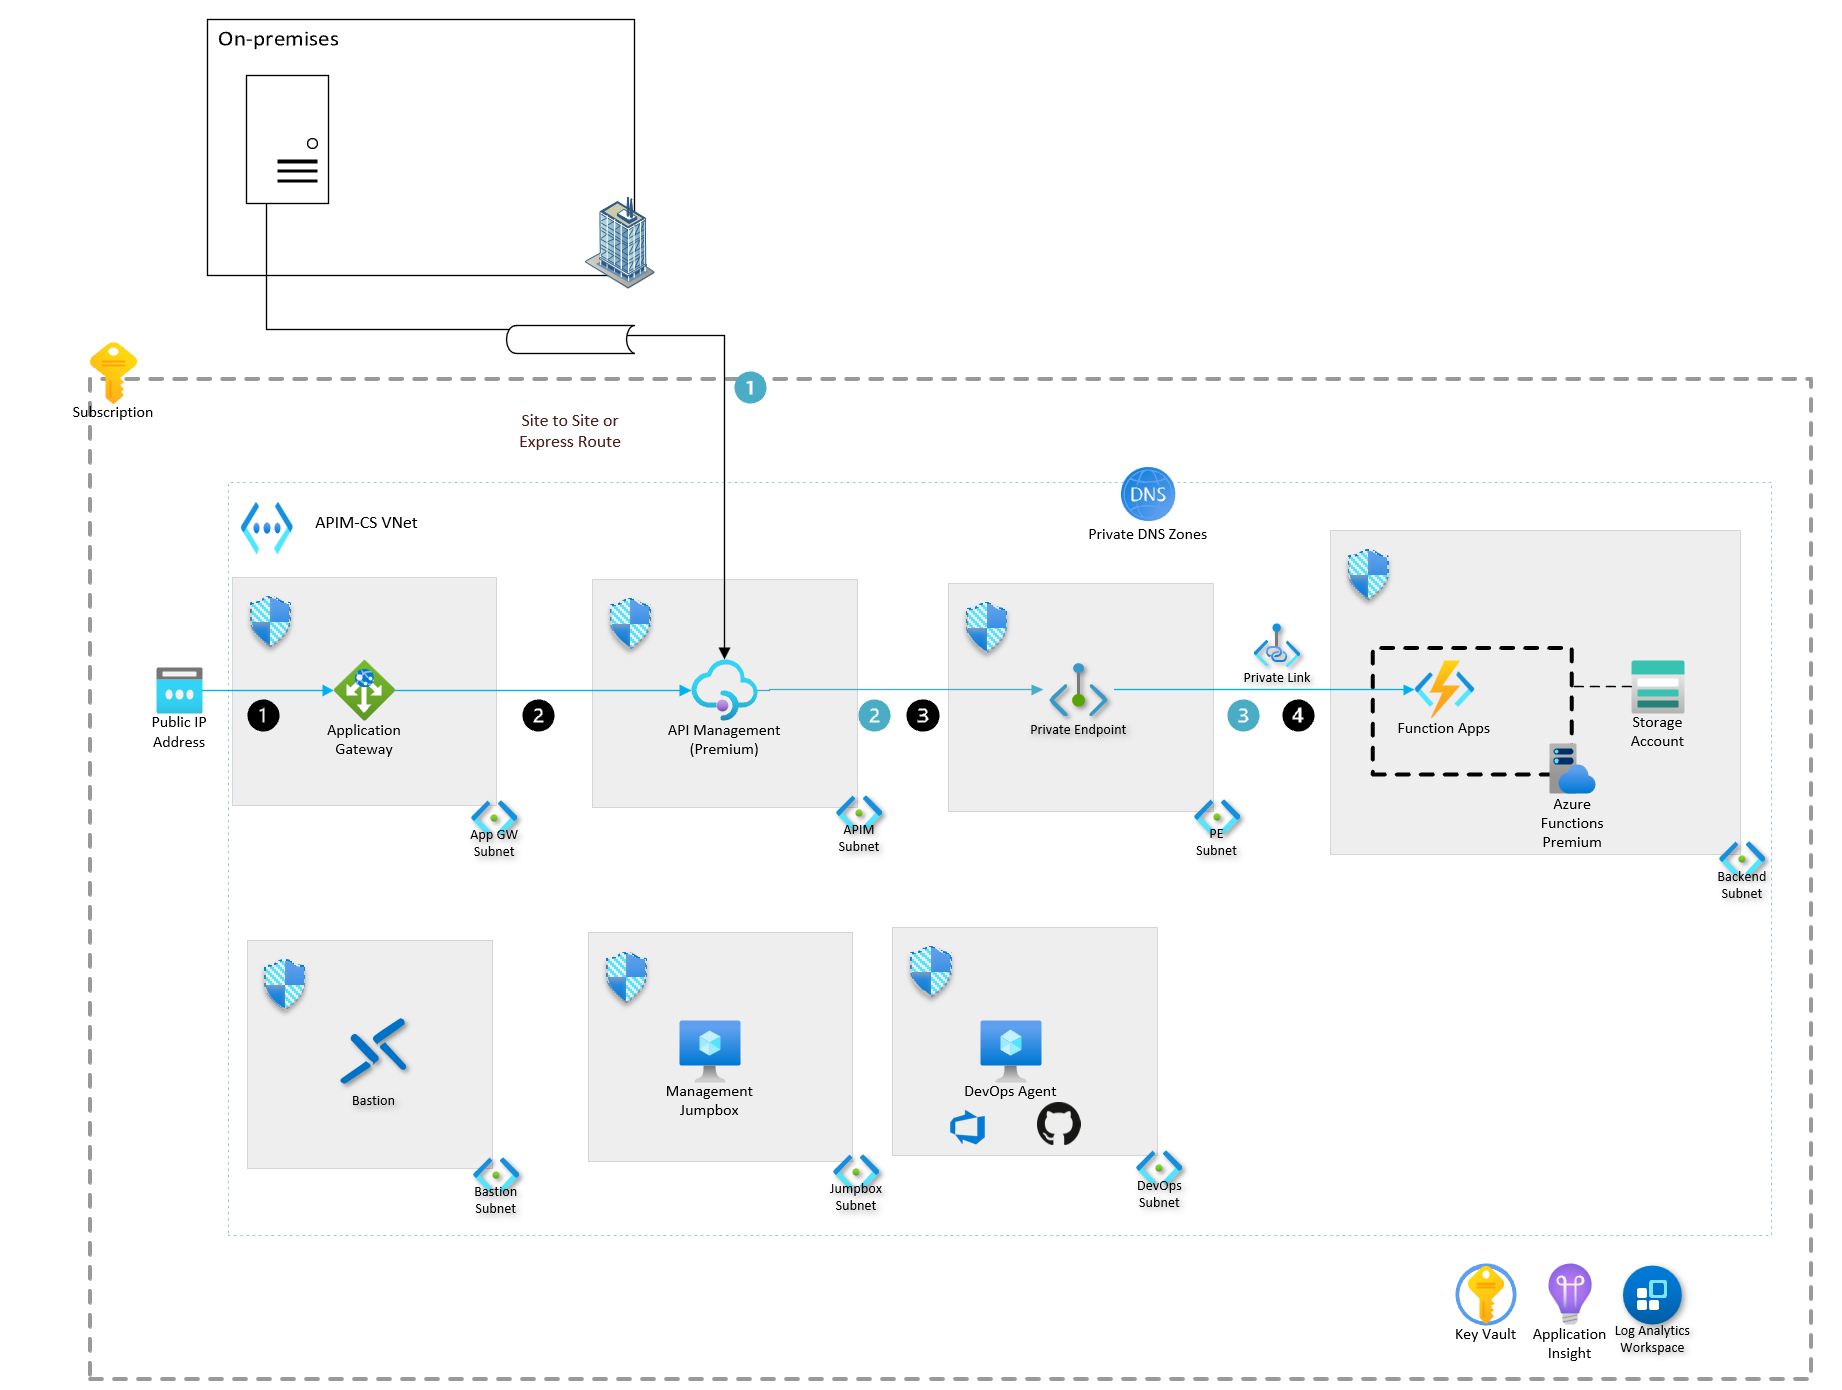 On-premises
1
Subscription
Site to Site or
Express Route
DNS
Private DNS Zones
APIM-CS VNet
Public IP
Address
1
Application
Gateway
2
API Management
(Premium)
2
3
Private Endpoint
Private Link
3
4
Function Apps
Storage
Account
Azure
Functions
Premium
App GW
Subnet
APIM
Subnet
PE
Subnet
Backend
Subnet
Bastion
Management
Jumpbox
DevOps Agent
Bastion
Subnet
Jumpbox
Subnet
DevOps
Subnet
Key Vault
Application
Insight
Log Analytics
Workspace